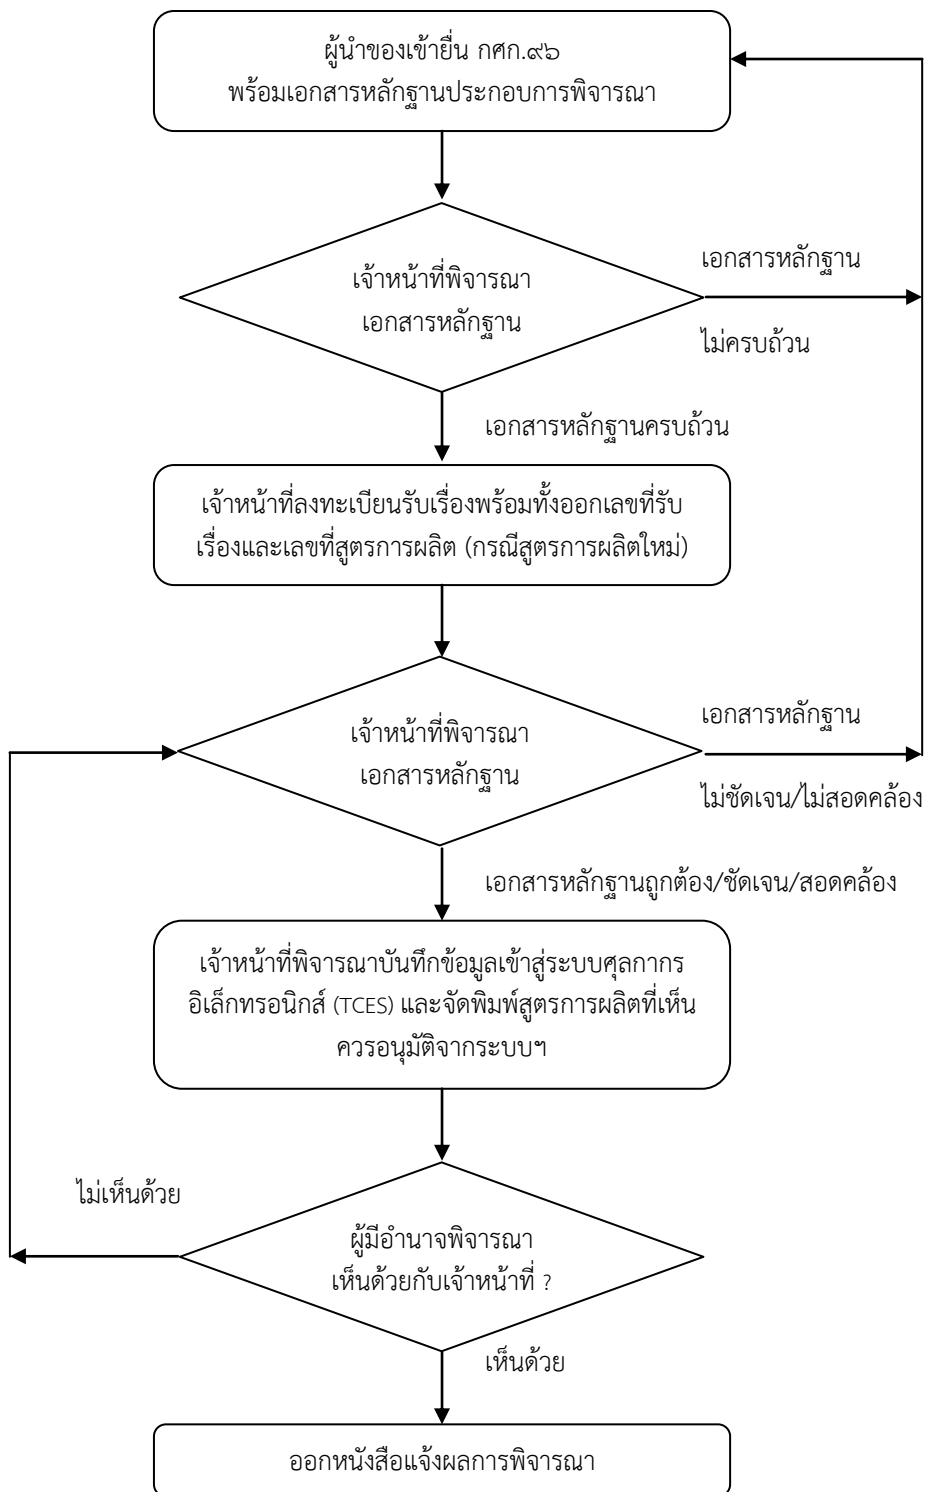 ผู้นำของเข้ายื่น กศก.๙๖
พร้อมเอกสารหลักฐานประกอบการพิจารณา
เจ้าหน้าที่พิจารณา
เอกสารหลักฐาน
เอกสารหลักฐาน
ไม่ครบถ้วน
เอกสารหลักฐานครบถ้วน
เจ้าหน้าที่ลงทะเบียนรับเรื่องพร้อมทั้งออกเลขที่รับ
เรื่องและเลขที่สูตรการผลิต (กรณีสูตรการผลิตใหม่)
เจ้าหน้าที่พิจารณา
เอกสารหลักฐาน
เอกสารหลักฐาน
ไม่ชัดเจน/ไม่สอดคล้อง
เอกสารหลักฐานถูกต้อง/ชัดเจน/สอดคล้อง
เจ้าหน้าที่พิจารณาบันทึกข้อมูลเข้าสู่ระบบศุลกากร
อิเล็กทรอนิกส์ (TCES) และจัดพิมพ์สูตรการผลิตที่เห็น
ควรอนุมัติจากระบบฯ
ไม่เห็นด้วย
ผู้มีอำนาจพิจารณา
เห็นด้วยกับเจ้าหน้าที่ ?
เห็นด้วย
ออกหนังสือแจ้งผลการพิจารณา